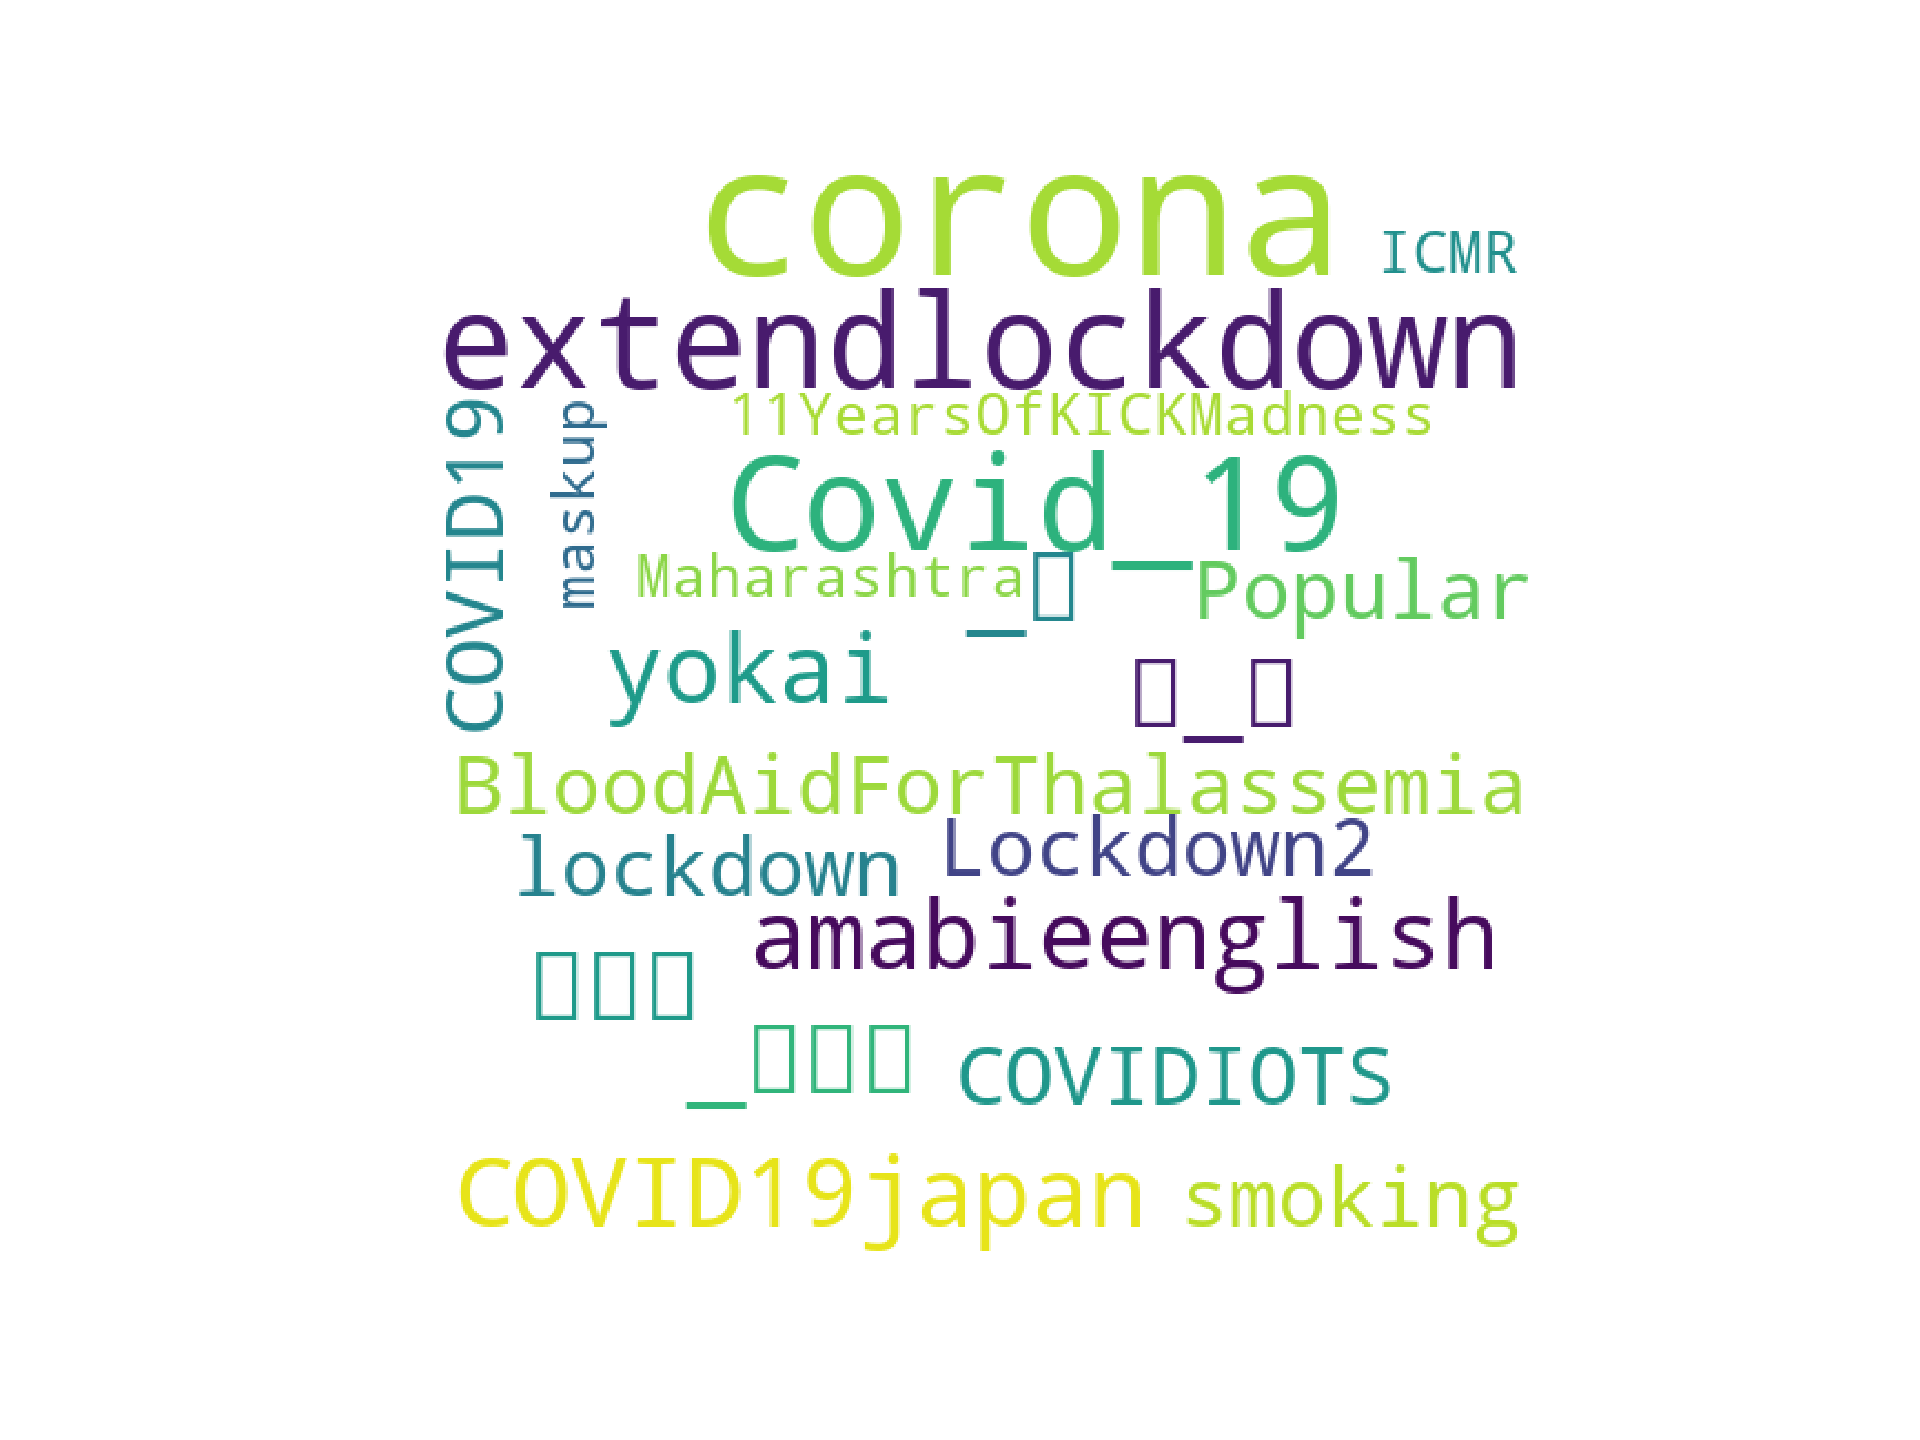 corona
ICMR
extendlockdown
COVID19
maskup
11YearsOfKICKMadness
Covid_19
Maharashtra
Popular
yokai
BloodAidForThalassemia
lockdown
Lockdown2
amabieenglish
COVIDIOTS
COVID19japan
smoking